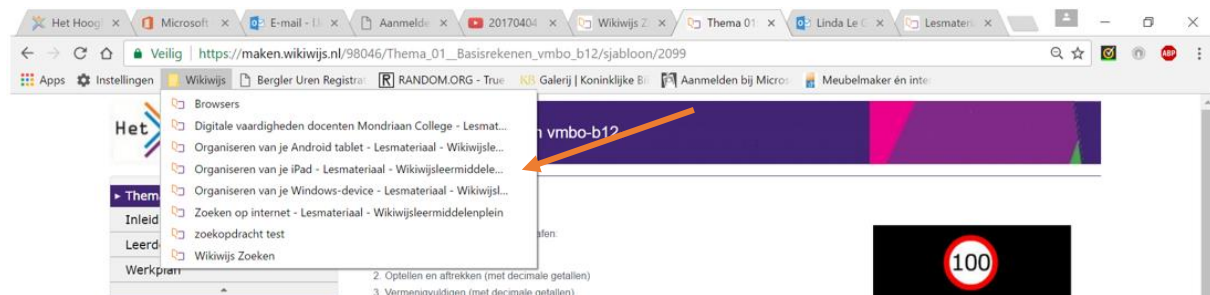 Het Hoogl Microsoft E-mail - Aanmelde 20170404 Wikiwijs Z Thema 01 Linda Le Lesmateri
Veilig https://maken.wikiwijs.nl/98046/Thema_01__Basisrekenen_vmbo_b12/sjabloon/2099
Apps Instellingen Wikiwijs Bergler Uren Registrat RANDOM.ORG - True KB Galerij | Koninklijke Bi Aanmelden bij Micros Meubelmaker én inte
Browsers
Digitale vaardigheden docenten Mondriaan College - Lesmat...
Het
n vmbo-b12
Organiseren van je Android tablet - Lesmateriaal - Wikiwijsle...
Organiseren van je iPad - Lesmateriaal - Wikiwijsleermiddele...
Organiseren van je Windows-device - Lesmateriaal - Wikiwijsl...
Them
Zoeken op internet - Lesmateriaal - Wikiwijsleermiddelenplein
Inleid
zoekopdracht test
afen:
Leerd
Wikiwijs Zoeken
100
Werkplan
2. Optellen en aftrekken (met decimale getallen)
3. Vermenigvuldigen (met decimale getallen)